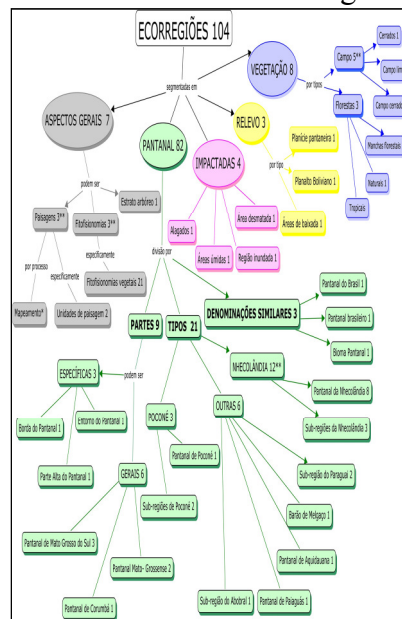 ECORREGIÕES 104
VEGETAÇÃO 8
Cerrados 1
Campo 5**
por tipos
Campo cerrado
Florestas 3
Manchas florestais
Naturais 1
Tropicais
segmentadas em
ASPECTOS GERAIS 7
PANTANAL 82
RELEVO 3
por tipo
Planície pantaneira 1
Planalto Boliviano 1
Áreas de baixada 1
IMPACTADAS 4
Alagados 1
Área desmatada 1
Áreas úmidas 1
Região inundada 1
podem ser
Estrato arbóreo 1
Paisagens 3**
Fitofisionomias 3**
por processo
especificamente
especificamente
Fitofisionomias vegetais 21
Mapeamento*
Unidades de paisagem 2
divisão por
PARTES 9
TIPOS 21
DENOMINAÇÕES SIMILARES 3
Pantanal do Brasil 1
Pantanal brasileiro 1
Bioma Pantanal 1
ESPECÍFICAS 3
podem ser
Borda do Pantanal 1
Entorno do Pantanal 1
Parte Alta do Pantanal 1
GERAIS 6
Pantanal de Mato Grosso do Sul 3
Pantanal Mato- Grossense 2
Pantanal de Corumbá 1
POCONÉ 3
Pantanal de Poconé 1
Sub-regiões de Poconé 2
NHECOLÂNDIA 12**
Pantanal da Nhecolândia 8
Sub-regiões da Nhecolândia 3
OUTRAS 6
Sub-região do Paraguai 2
Barão de Melgaço 1
Pantanal de Aquidauana 1
Pantanal de Paiaguás 1
Sub-região do Abobral 1